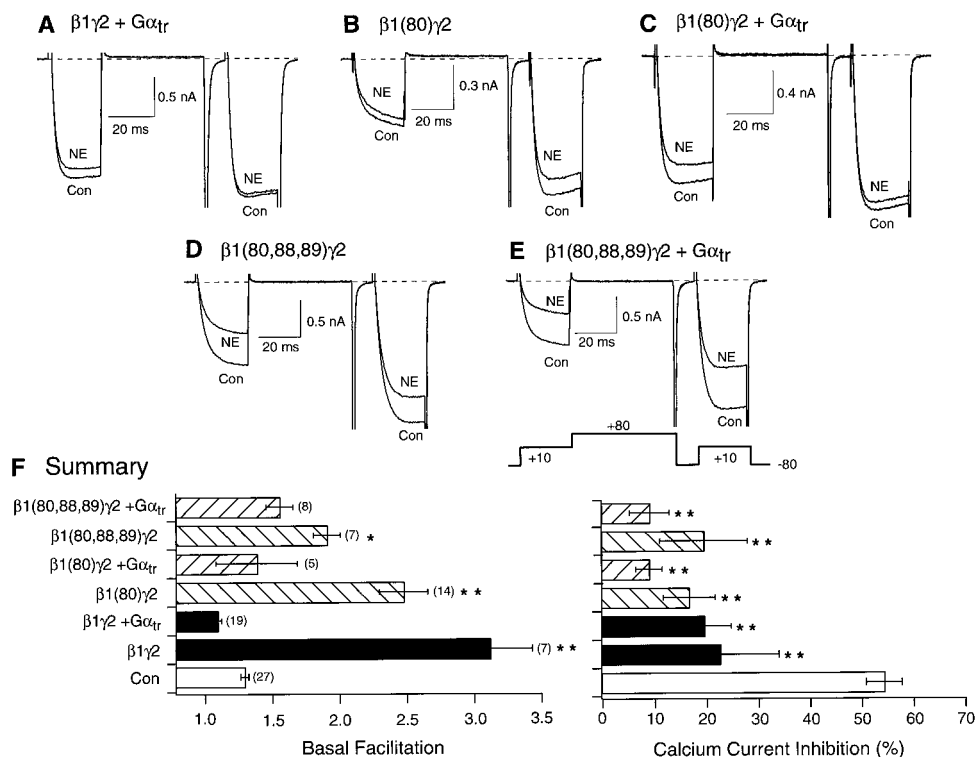 A β1γ2 + Gαtr
B β1(80)γ2
C β1(80)γ2 + Gαtr
NE
Con
0.5 nA
20 ms
NE
Con
NE
Con
0.3 nA
20 ms
NE
Con
NE
Con
0.4 nA
20 ms
NE
Con
D β1(80,88,89)γ2
E β1(80,88,89)γ2 + Gαtr
NE
Con
0.5 nA
20 ms
NE
Con
NE
Con
0.5 nA
20 ms
NE
Con
+10
+80
+10
-80
F Summary
β1(80,88,89)γ2 +Gαtr (8) **
β1(80,88,89)γ2 (7) * **
β1(80)γ2 +Gαtr (5) **
β1(80)γ2 (14) ** **
β1γ2 +Gαtr (19) **
β1γ2 (7) ** **
Con (27)
1.0 1.5 2.0 2.5 3.0 3.5
Basal Facilitation
0 10 20 30 40 50 60 70
Calcium Current Inhibition (%)